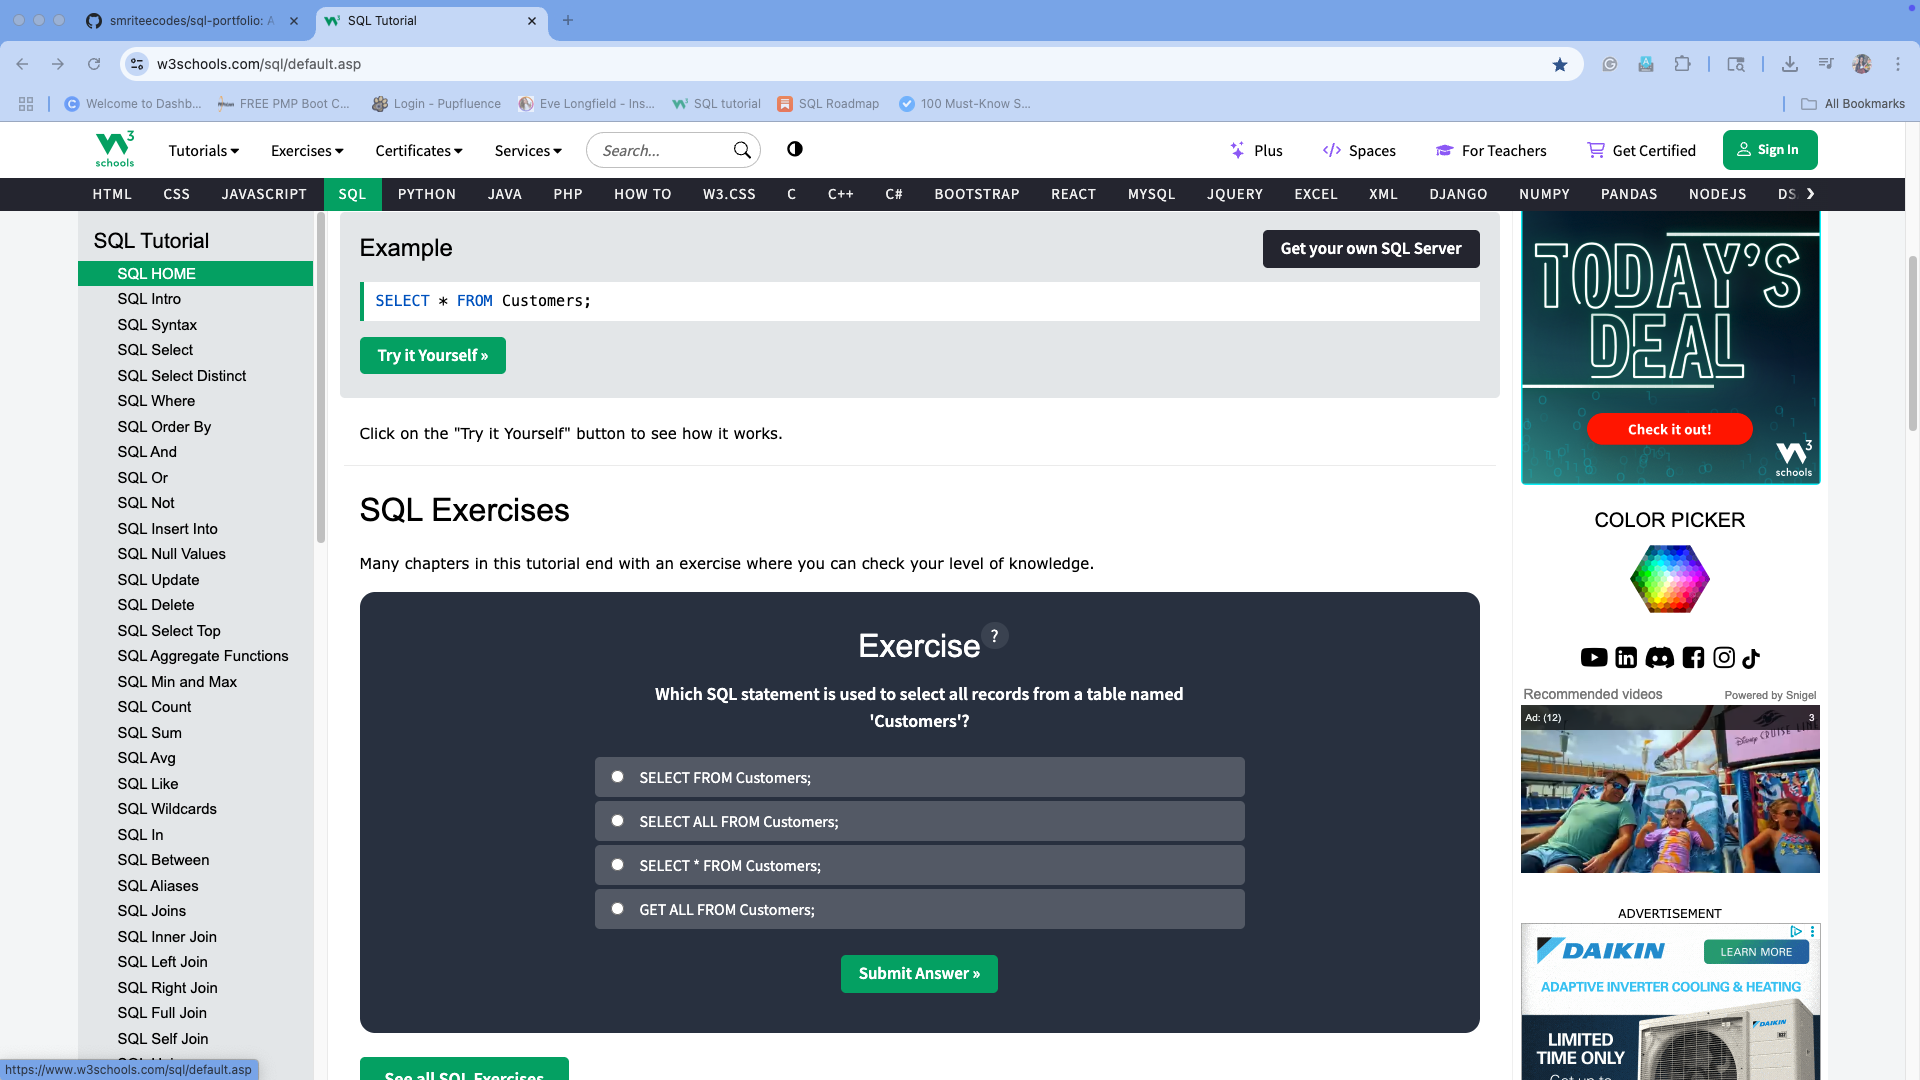 smriteecodes/sql-portfolio: A
SQL Tutorial
w3schools.com/sql/default.asp
Welcome to Dashb...
FREE PMP Boot C...
Login - Pupfluence
Eve Longfield - Ins...
SQL tutorial
SQL Roadmap
100 Must-Know S...
All Bookmarks
W3 schools
Tutorials
Exercises
Certificates
Services
Search...
Plus
Spaces
For Teachers
Get Certified
Sign In
HTML CSS JAVASCRIPT SQL PYTHON JAVA PHP HOW TO W3.CSS C C++ C# BOOTSTRAP REACT MYSQL JQUERY EXCEL XML DJANGO NUMPY PANDAS NODEJS DS
SQL Tutorial
SQL HOME
SQL Intro
SQL Syntax
SQL Select
SQL Select Distinct
SQL Where
SQL Order By
SQL And
SQL Or
SQL Not
SQL Insert Into
SQL Null Values
SQL Update
SQL Delete
SQL Select Top
SQL Aggregate Functions
SQL Min and Max
SQL Count
SQL Sum
SQL Avg
SQL Like
SQL Wildcards
SQL In
SQL Between
SQL Aliases
SQL Joins
SQL Inner Join
SQL Left Join
SQL Right Join
SQL Full Join
SQL Self Join
https://www.w3schools.com/sql/default.asp
Example
Get your own SQL Server
SELECT * FROM Customers;
Try it Yourself »
Click on the "Try it Yourself" button to see how it works.
SQL Exercises
Many chapters in this tutorial end with an exercise where you can check your level of knowledge.
Exercise ?
Which SQL statement is used to select all records from a table named
'Customers'?
SELECT FROM Customers;
SELECT ALL FROM Customers;
SELECT * FROM Customers;
GET ALL FROM Customers;
Submit Answer »
See all SQL Exercises
TODAY'S
DEAL
Check it out!
W3 schools
COLOR PICKER
Recommended videos
Powered by Snigel
Ad: (12)
3
Disney CRUISE LINE
ADVERTISEMENT
DAIKIN
LEARN MORE
ADAPTIVE INVERTER COOLING & HEATING
LIMITED
TIME ONLY
DAIKIN
Get up to